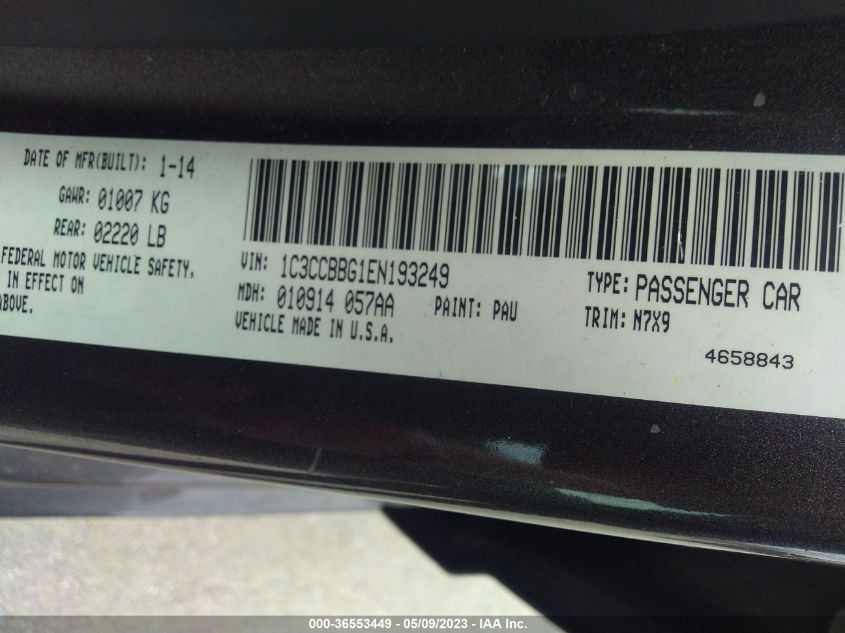 DATE OF MFR(BUILT): 1-14
GAWR: 01007 KG
REAR: 02220 LB
FEDERAL MOTOR VEHICLE SAFETY,
IN EFFECT ON
ABOVE.
VIN: 1C3CCBBG1EN193249
MDH: 010914 057AA PAINT: PAU
VEHICLE MADE IN U.S.A.
TYPE: PASSENGER CAR
TRIM: N7X9
4658843
000-36553449 - 05/09/2023 - IAA Inc.